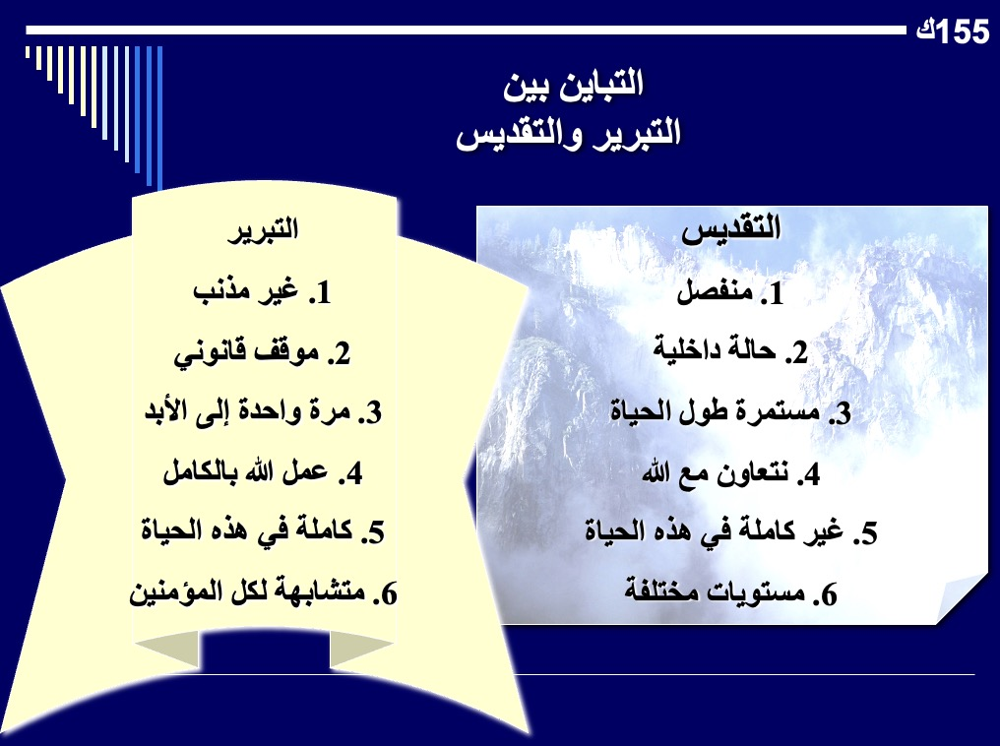 155ك
التباين بين
التبرير والتقديس
التقديس
1. منفصل
2. حالة داخلية
3. مستمرة طول الحياة
4. نتعاون مع الله
5. غير كاملة في هذه الحياة
6. مستويات مختلفة
التبرير
1. غير مذنب
2. موقف قانوني
3. مرة واحدة إلى الأبد
4. عمل الله بالكامل
5. كاملة في هذه الحياة
6. متشابهة لكل المؤمنين